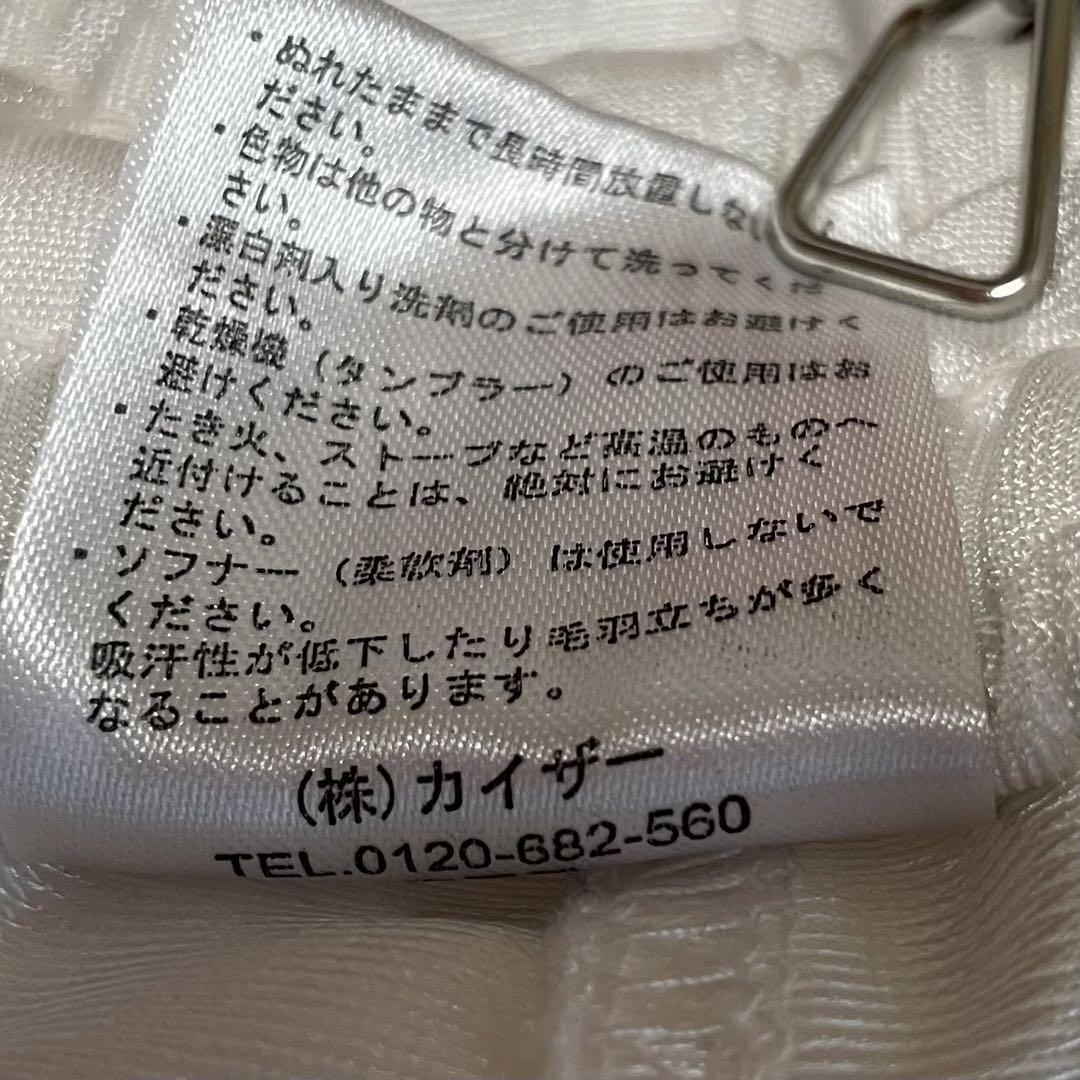 ・ぬれたままで長時間放置しない
ださい。
・色物は他の物と分けて洗ってくだ
さい。
・漂白剤入り洗剤のご使用はお避けく
ださい。
・乾燥機（タンブラー）のご使用はお
避けください。
・たき火、ストーブなど高温のものへ
近付けることは、絶対にお避けく
ださい。
・ソフナー（柔軟剤）は使用しないで
ください。
吸汗性が低下したり毛羽立ちが多く
なることがあります。
(株)カイザー
TEL.0120-682-560